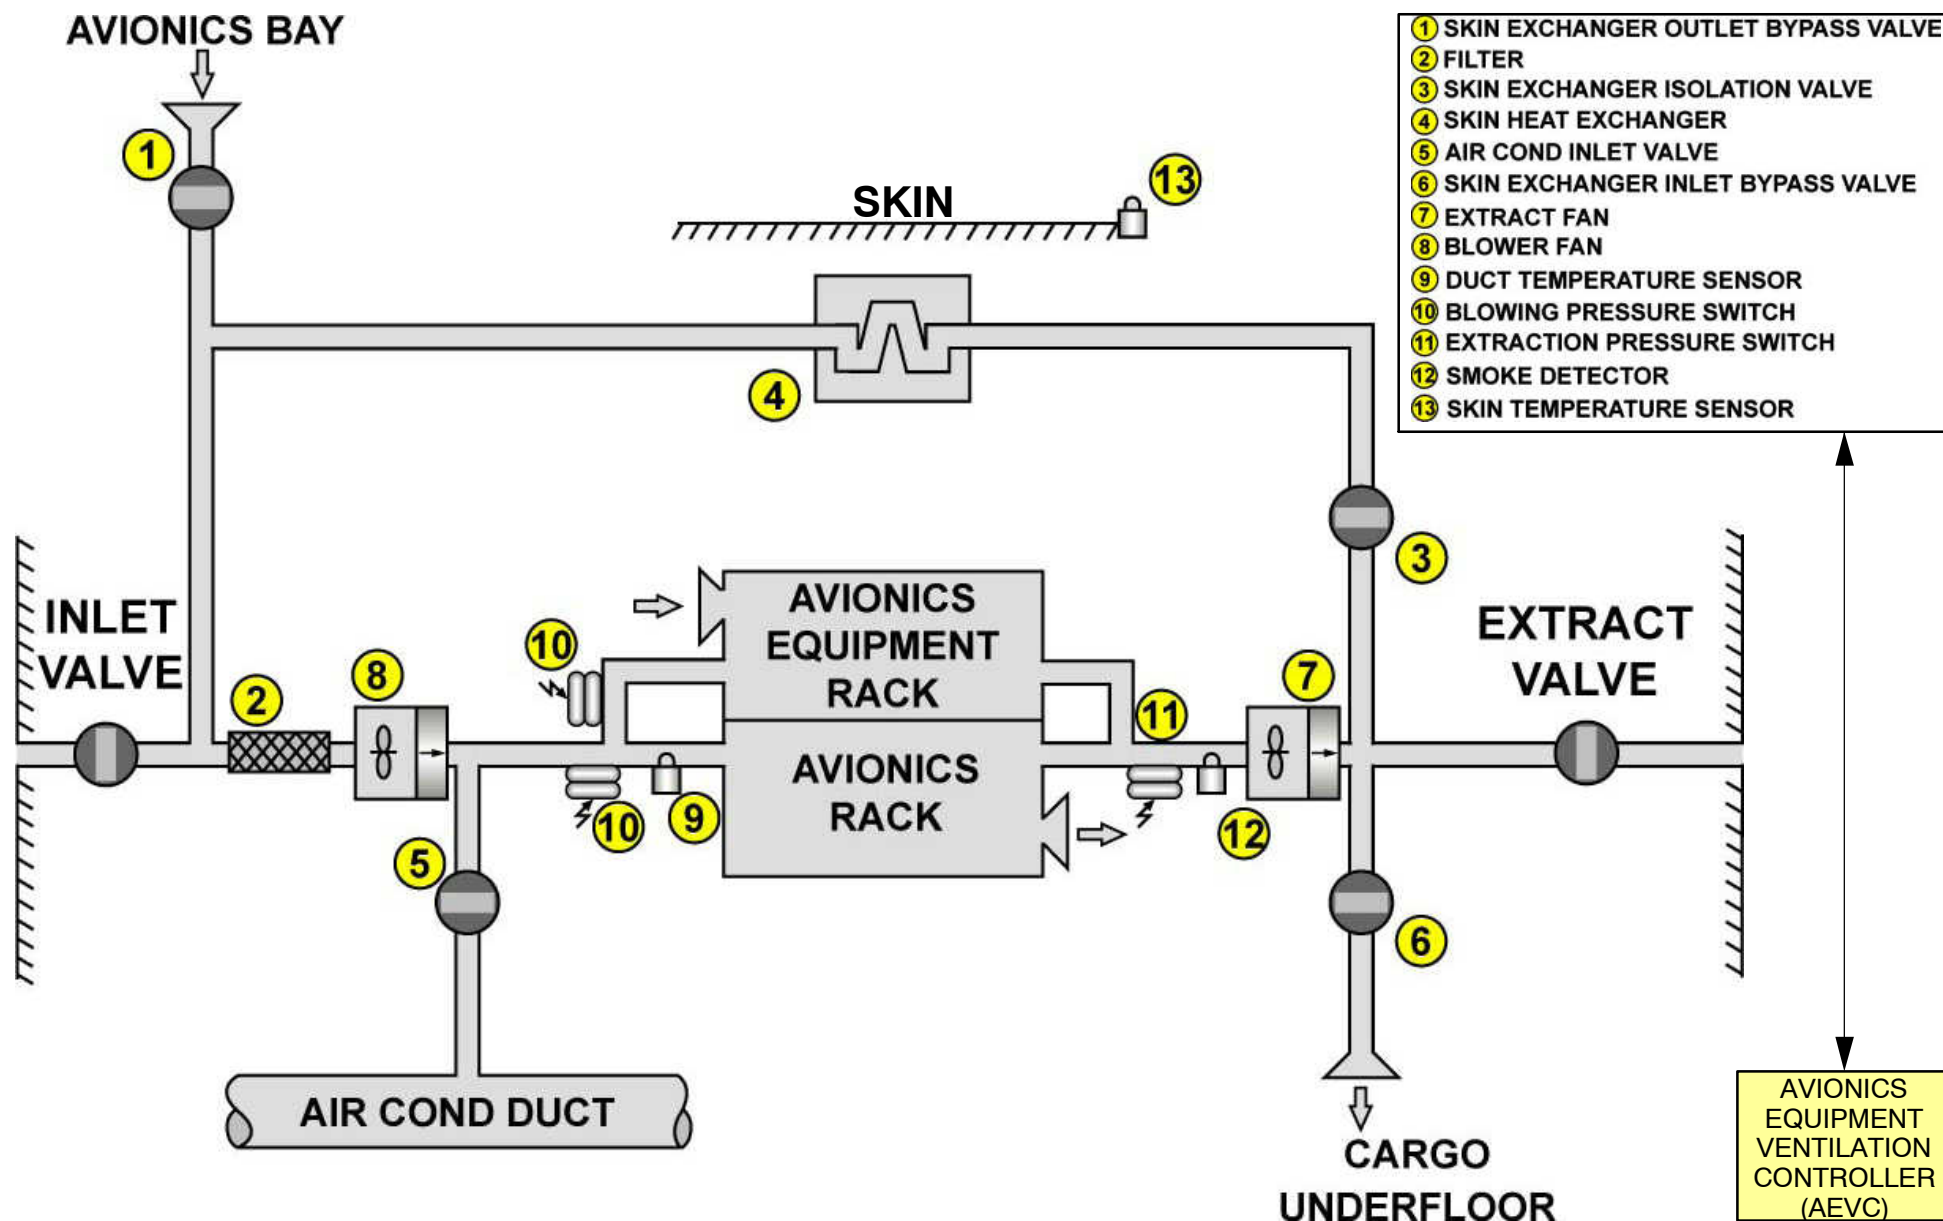 AVIONICS BAY
1
SKIN
13
4
3
INLET
VALVE
2
8
10
10
9
AVIONICS
EQUIPMENT
RACK
AVIONICS
RACK
11
12
7
EXTRACT
VALVE
5
6
AIR COND DUCT
CARGO
UNDERFLOOR
1 SKIN EXCHANGER OUTLET BYPASS VALVE
2 FILTER
3 SKIN EXCHANGER ISOLATION VALVE
4 SKIN HEAT EXCHANGER
5 AIR COND INLET VALVE
6 SKIN EXCHANGER INLET BYPASS VALVE
7 EXTRACT FAN
8 BLOWER FAN
9 DUCT TEMPERATURE SENSOR
10 BLOWING PRESSURE SWITCH
11 EXTRACTION PRESSURE SWITCH
12 SMOKE DETECTOR
13 SKIN TEMPERATURE SENSOR
AVIONICS
EQUIPMENT
VENTILATION
CONTROLLER
(AEVC)